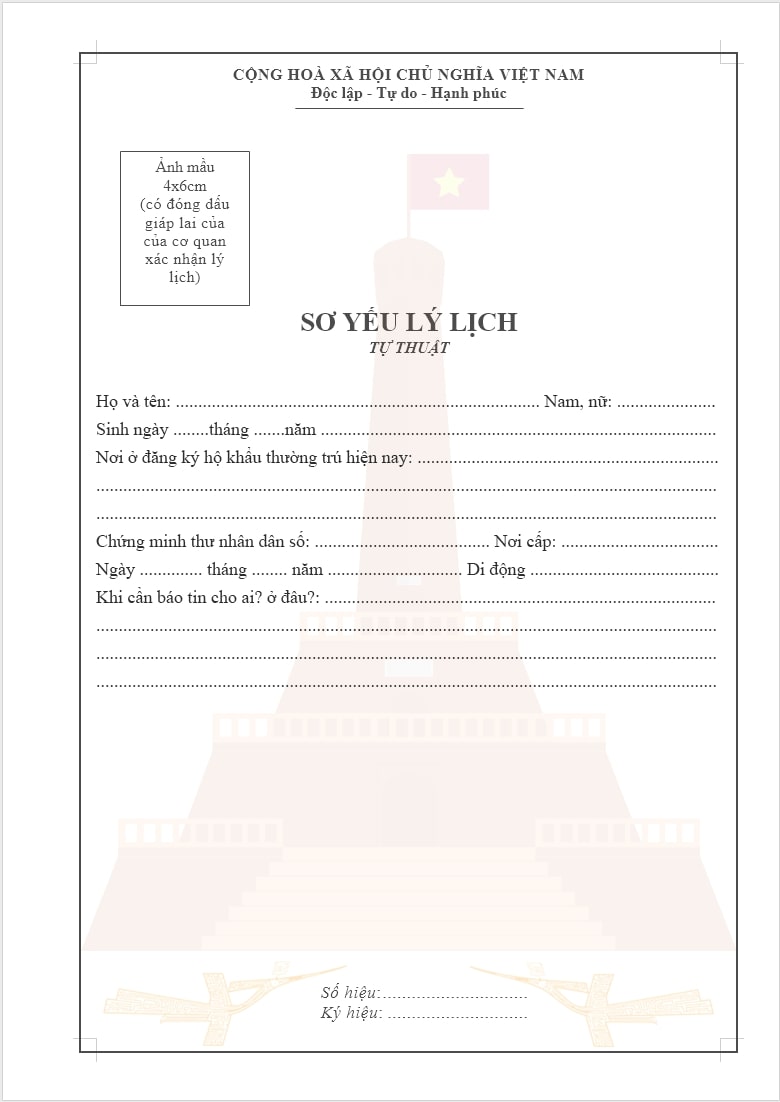 CỘNG HOÀ XÃ HỘI CHỦ NGHĨA VIỆT NAM
Độc lập - Tự do - Hạnh phúc
Ảnh mầu
4x6cm
(có đóng dấu
giáp lai của
của cơ quan
xác nhận lý
lịch)
SƠ YẾU LÝ LỊCH
TỰ THUẬT
Họ và tên: ................................................................................. Nam, nữ: ......................
Sinh ngày ........tháng .......năm ........................................................................................
Nơi ở đăng ký hộ khẩu thường trú hiện nay: ...................................................................
..........................................................................................................................................
..........................................................................................................................................
Chứng minh thư nhân dân số: ....................................... Nơi cấp: ...................................
Ngày .............. tháng ........ năm .............................. Di động ..........................................
Khi cần báo tin cho ai? ở đâu?: .......................................................................................
..........................................................................................................................................
..........................................................................................................................................
..........................................................................................................................................
Số hiệu:.............................
Ký hiệu: ............................